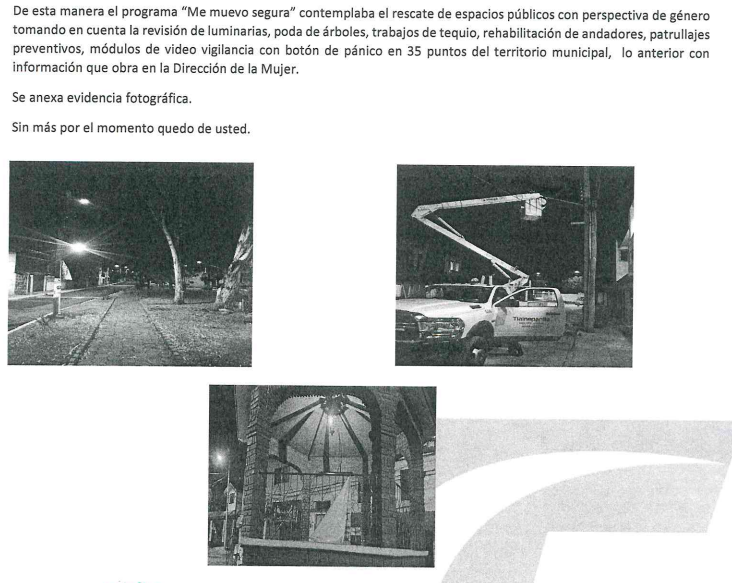 De esta manera el programa “Me muevo segura” contemplaba el rescate de espacios públicos con perspectiva de género
tomando en cuenta la revisión de luminarias, poda de árboles, trabajos de tequio, rehabilitación de andadores, patrullajes
preventivos, módulos de video vigilancia con botón de pánico en 35 puntos del territorio municipal, lo anterior con
información que obra en la Dirección de la Mujer.
Se anexa evidencia fotográfica.
Sin más por el momento quedo de usted.
Tlalnepantla